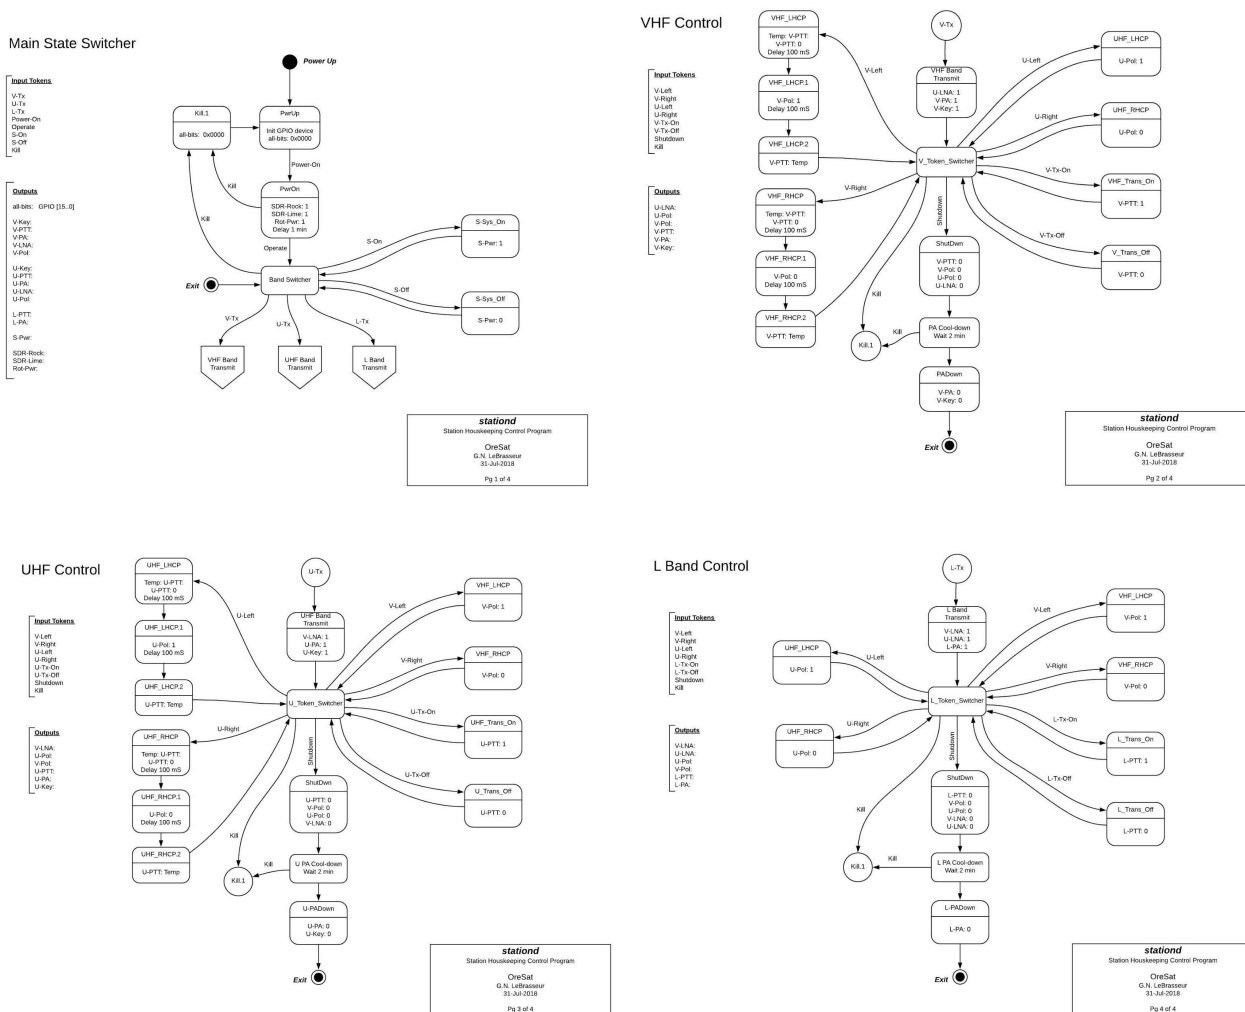 Main State Switcher
Input Tokens
V-Tx
U-Tx
L-Tx
Power-On
Operate
S-On
S-Off
Kill
Outputs
all-bits: GPIO [15..0]
V-Key:
V-PTT:
V-PA:
V-LNA:
V-Pol:
U-Key:
U-PTT:
U-PA:
U-LNA:
U-Pol:
L-PTT:
L-PA:
S-Pwr:
SDR-Rock:
SDR-Lime:
Rot-Pwr:
Power Up
Kill.1
all-bits: 0x0000
PwrUp
Init GPIO device
all-bits: 0x0000
Power-On
Kill
PwrOn
SDR-Rock: 1
SDR-Lime: 1
Rot-Pwr: 1
Delay 1 min
Kill
Operate
S-On
S-Sys_On
S-Pwr: 1
Exit
Band Switcher
S-Off
S-Sys_Off
S-Pwr: 0
V-Tx
U-Tx
L-Tx
VHF Band
Transmit
UHF Band
Transmit
L Band
Transmit
stationd
Station Houskeeping Control Program
OreSat
G.N. LeBrasseur
31-Jul-2018
Pg 1 of 4
VHF Control
Input Tokens
V-Left
V-Right
U-Left
U-Right
V-Tx-On
V-Tx-Off
Shutdown
Kill
Outputs
U-LNA:
U-Pol:
V-Pol:
V-PTT:
V-PA:
V-Key:
VHF_LHCP
Temp: V-PTT:
V-PTT: 0
Delay 100 mS
VHF_LHCP.1
V-Pol: 1
Delay 100 mS
VHF_LHCP.2
V-PTT: Temp
VHF_RHCP
Temp: V-PTT:
V-PTT: 0
Delay 100 mS
VHF_RHCP.1
V-Pol: 0
Delay 100 mS
VHF_RHCP.2
V-PTT: Temp
V-Left
V-Right
V-Tx
VHF Band
Transmit
U-LNA: 1
V-PA: 1
V-Key: 1
V_Token_Switcher
U-Left
UHF_LHCP
U-Pol: 1
U-Right
UHF_RHCP
U-Pol: 0
V-Tx-On
VHF_Trans_On
V-PTT: 1
V-Tx-Off
V_Trans_Off
V-PTT: 0
Shutdown
ShutDwn
V-PTT: 0
V-Pol: 0
U-Pol: 0
U-LNA: 0
Kill
Kill
Kill.1
PA Cool-down
Wait 2 min
PADown
V-PA: 0
V-Key: 0
Exit
stationd
Station Houskeeping Control Program
OreSat
G.N. LeBrasseur
31-Jul-2018
Pg 2 of 4
UHF Control
Input Tokens
V-Left
V-Right
U-Left
U-Right
U-Tx-On
U-Tx-Off
Shutdown
Kill
Outputs
V-LNA:
U-Pol:
V-Pol:
U-PTT:
U-PA:
U-Key:
UHF_LHCP
Temp: U-PTT:
U-PTT: 0
Delay 100 mS
UHF_LHCP.1
U-Pol: 1
Delay 100 mS
UHF_LHCP.2
U-PTT: Temp
UHF_RHCP
Temp: U-PTT:
U-PTT: 0
Delay 100 mS
UHF_RHCP.1
U-Pol: 0
Delay 100 mS
UHF_RHCP.2
U-PTT: Temp
U-Left
U-Right
U-Tx
UHF Band
Transmit
V-LNA: 1
U-PA: 1
U-Key: 1
U_Token_Switcher
V-Left
VHF_LHCP
V-Pol: 1
V-Right
VHF_RHCP
V-Pol: 0
U-Tx-On
UHF_Trans_On
U-PTT: 1
U-Tx-Off
U_Trans_Off
U-PTT: 0
Shutdown
ShutDwn
U-PTT: 0
V-Pol: 0
U-Pol: 0
V-LNA: 0
Kill
Kill
Kill.1
U PA Cool-down
Wait 2 min
U-PADown
U-PA: 0
U-Key: 0
Exit
stationd
Station Houskeeping Control Program
OreSat
G.N. LeBrasseur
31-Jul-2018
Pg 3 of 4
L Band Control
Input Tokens
V-Left
V-Right
U-Left
U-Right
L-Tx-On
L-Tx-Off
Shutdown
Kill
Outputs
V-LNA:
U-LNA:
U-Pol:
V-Pol:
L-PTT:
L-PA:
UHF_LHCP
U-Pol: 1
U-Left
UHF_RHCP
U-Pol: 0
U-Right
L-Tx
L Band
Transmit
V-LNA: 1
U-LNA: 1
L-PA: 1
L_Token_Switcher
V-Left
VHF_LHCP
V-Pol: 1
V-Right
VHF_RHCP
V-Pol: 0
L-Tx-On
L_Trans_On
L-PTT: 1
L-Tx-Off
L_Trans_Off
L-PTT: 0
Shutdown
ShutDwn
L-PTT: 0
V-Pol: 0
U-Pol: 0
V-LNA: 0
U-LNA: 0
Kill
Kill
Kill.1
L PA Cool-down
Wait 2 min
L-PADown
L-PA: 0
Exit
stationd
Station Houskeeping Control Program
OreSat
G.N. LeBrasseur
31-Jul-2018
Pg 4 of 4